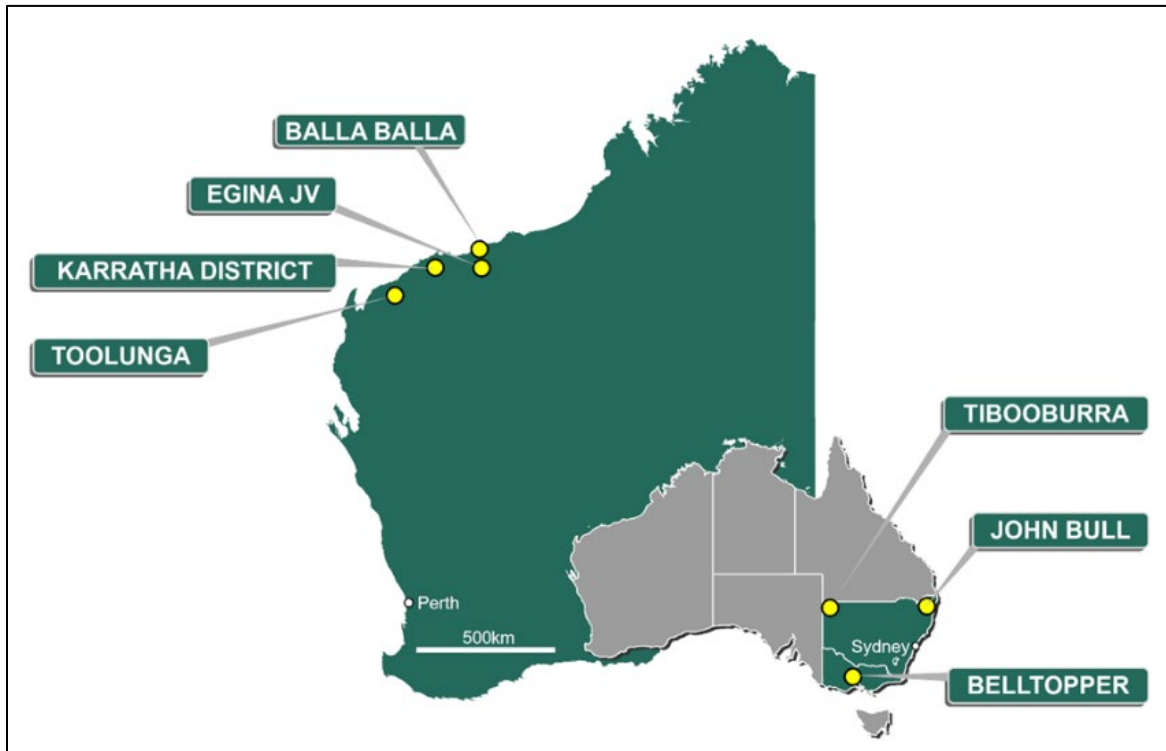 BALLA BALLA
EGINA JV
KARRATHA DISTRICT
TOOLUNGA
TIBOOBURRA
JOHN BULL
Perth
500km
Sydney
BELLTOPPER